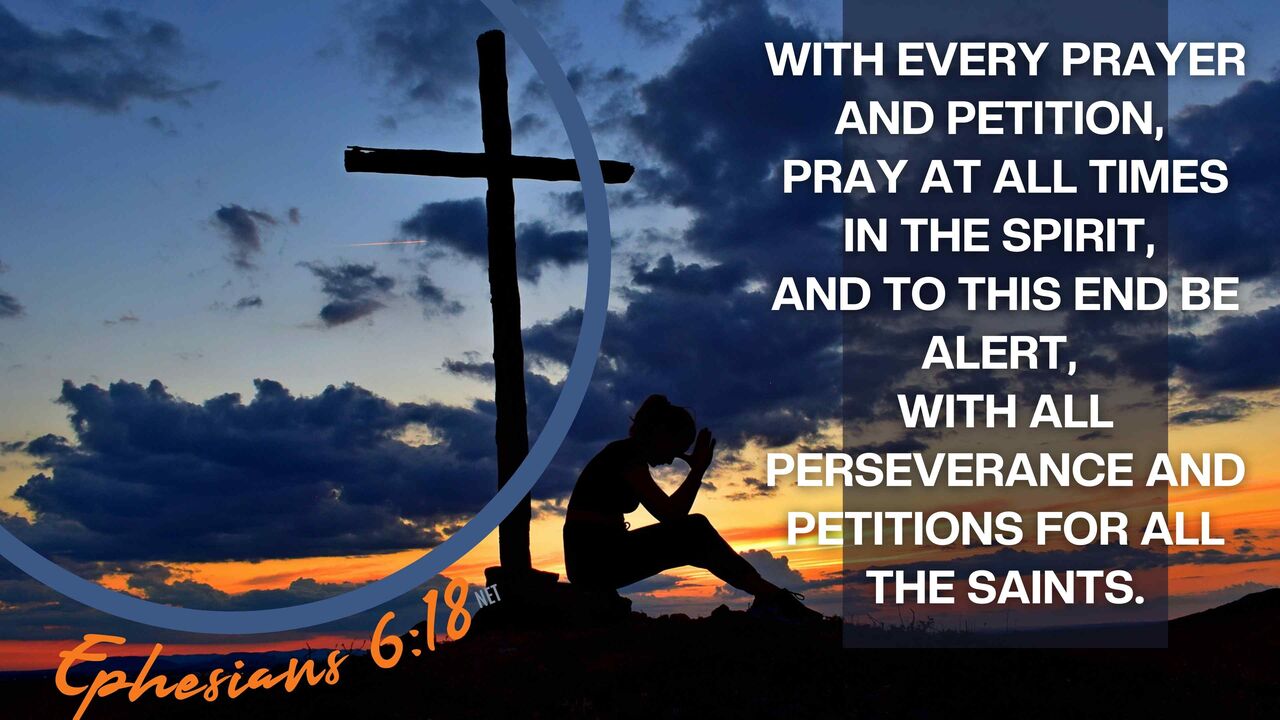 WITH EVERY PRAYER
AND PETITION,
PRAY AT ALL TIMES
IN THE SPIRIT,
AND TO THIS END BE
ALERT,
WITH ALL
PERSEVERANCE AND
PETITIONS FOR ALL
THE SAINTS.
Ephesians 6:18 NET